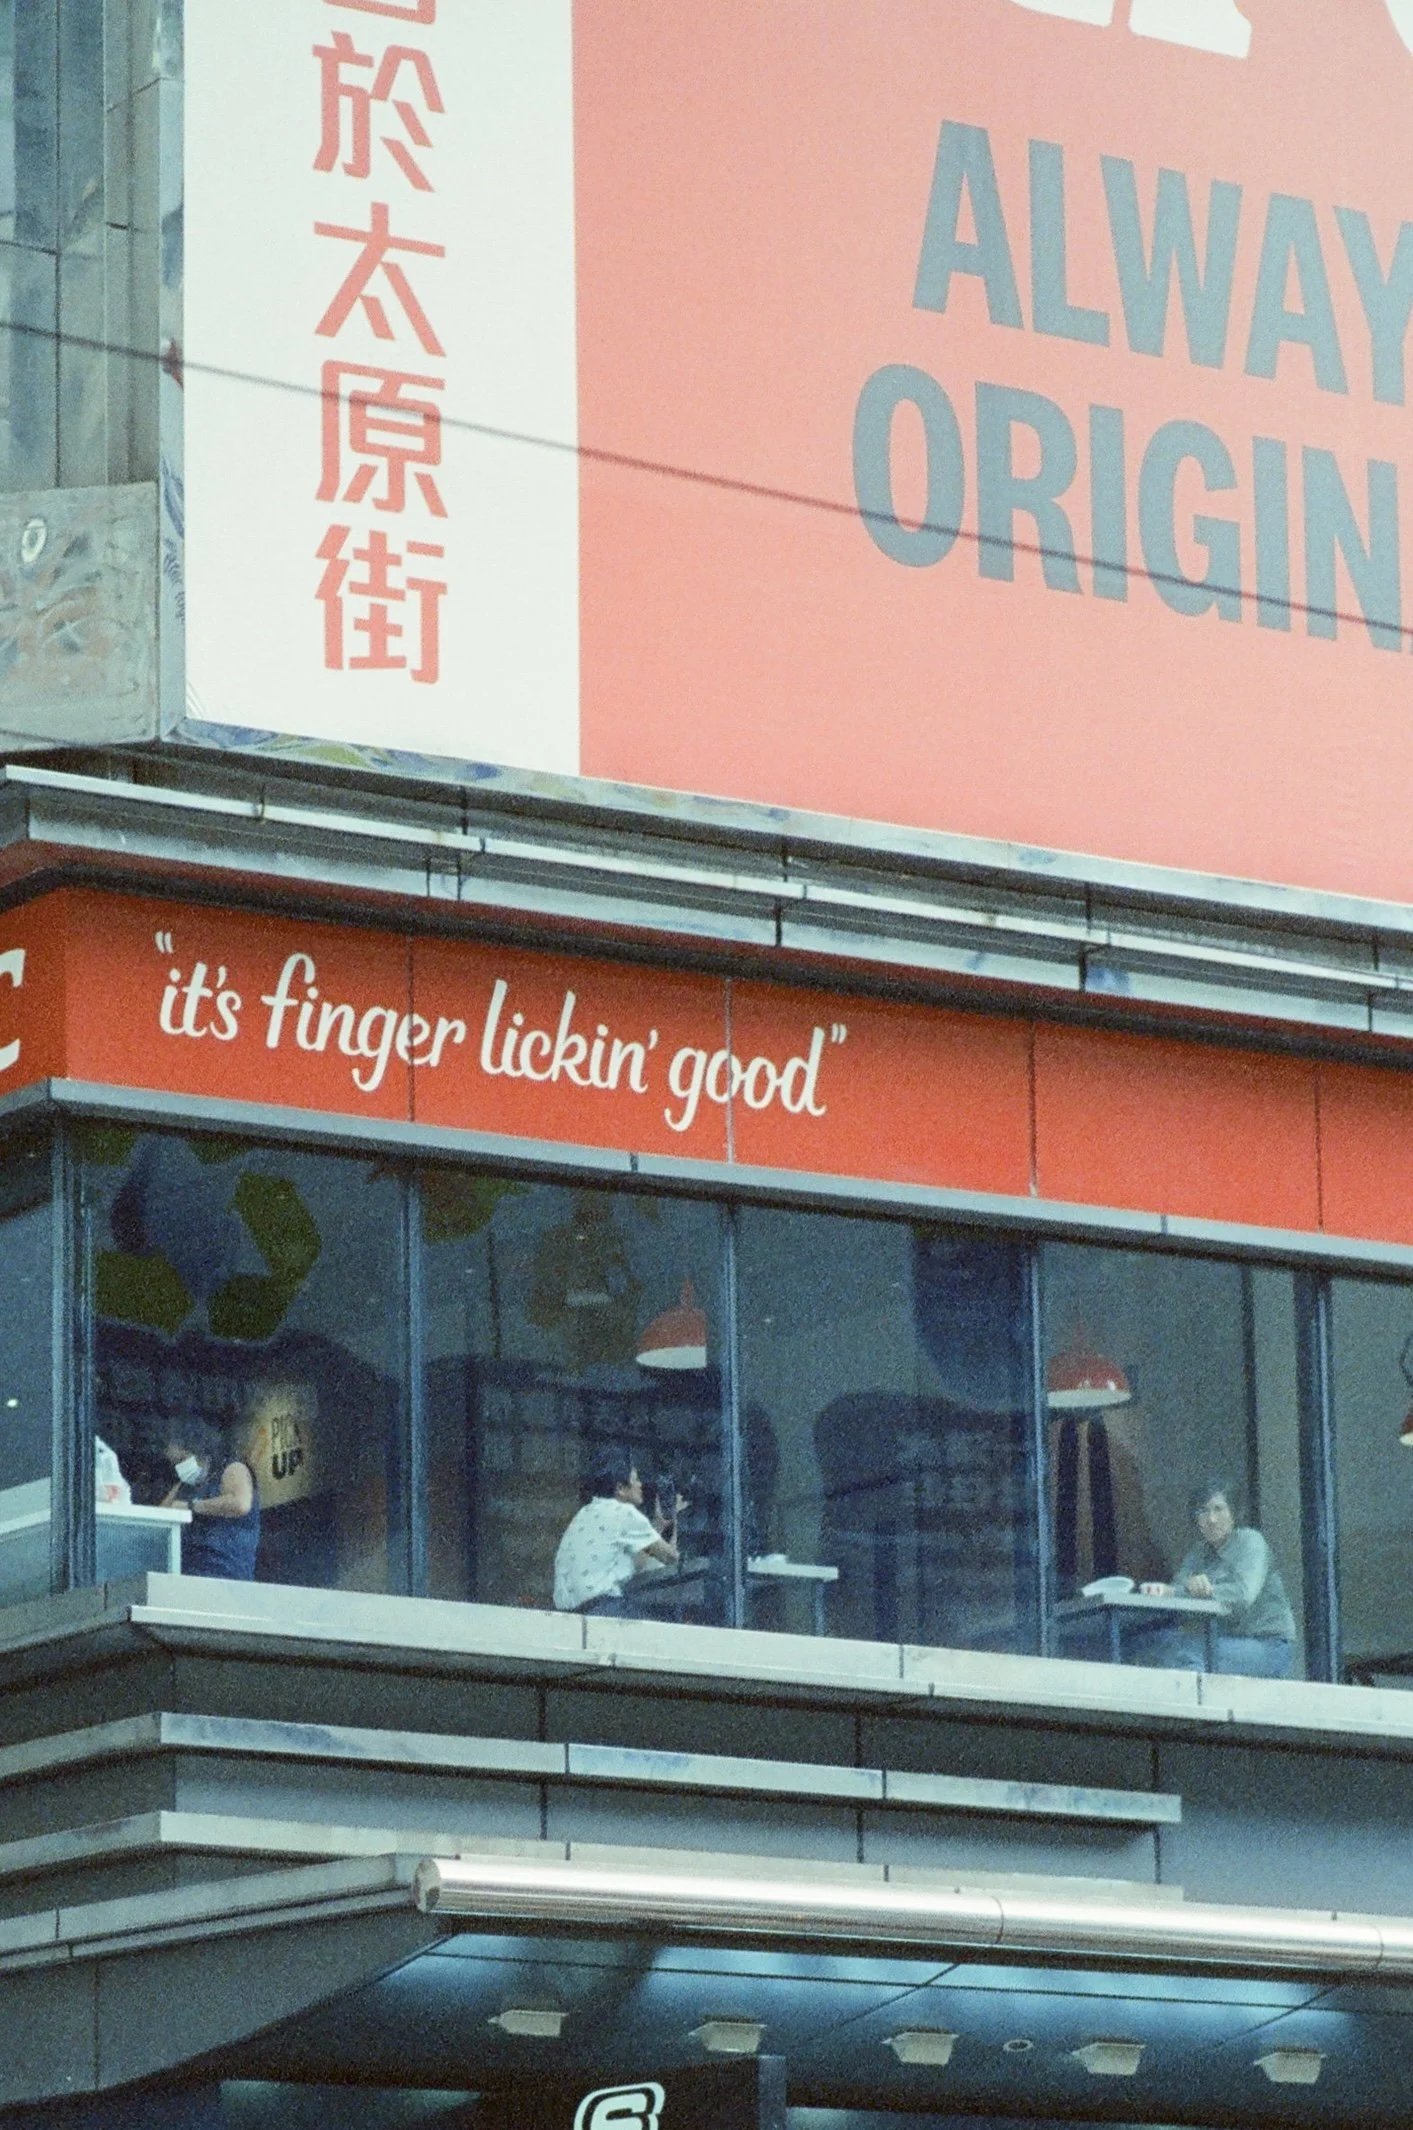 於太原街
ALWAY
ORIGIN
C
"it's finger lickin' good"
PICK
UP
S